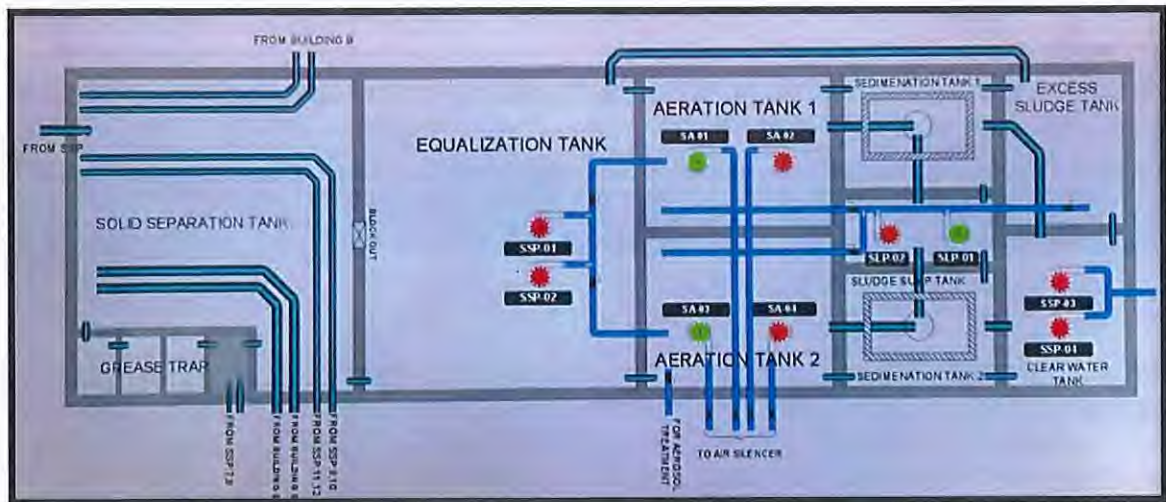 FROM BUILDING B
FROM SSP
SOLID SEPARATION TANK
GREASE TRAP
BLOCK OUT
EQUALIZATION TANK
SSP-01
SSP-02
AERATION TANK 1
SA-01
SA-02
SA-03
SA-04
AERATION TANK 2
SEDIMENATION TANK 1
SLP-02
SLP-01
SLUDGE SUMP TANK
SEDIMENATION TANK 2
EXCESS
SLUDGE TANK
SSP-03
SSP-04
CLEAR WATER
TANK
FROM SSP 7,8
FROM BUILDING
FROM BUILDING
FROM SSP 11,12
FROM SSP 9,10
FOR AEROSOL
TREATMENT
TO AIR SILENCER